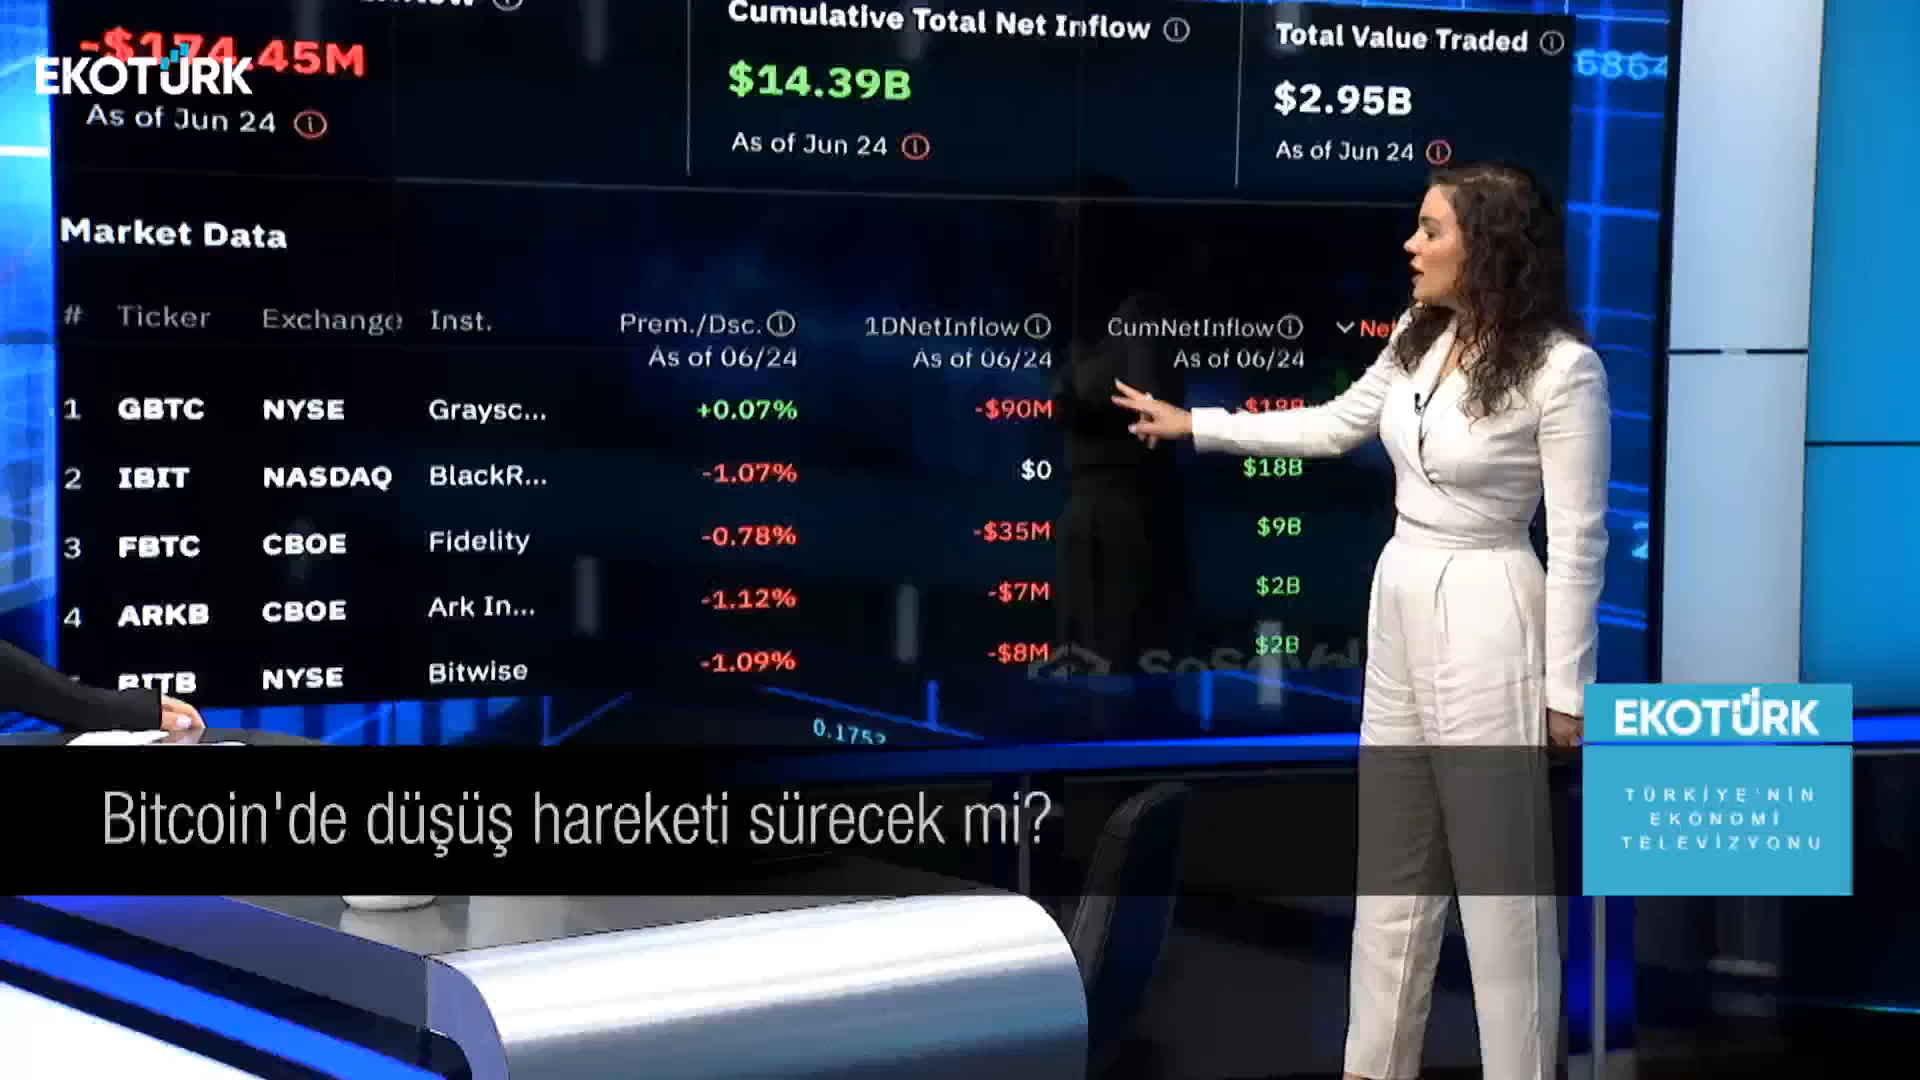 -$174.45M
EKOTÜRK
As of Jun 24
Cumulative Total Net Inflow
$14.39B
As of Jun 24
Total Value Traded
$2.95B
As of Jun 24
6864
Market Data
# Ticker Exchange Inst. Prem./Dsc. 1DNetInflow CumNetInflow
As of 06/24 As of 06/24 As of 06/24
1 GBTC NYSE Graysc... +0.07% -$90M -$18B
2 IBIT NASDAQ BlackR... -1.07% $0 $18B
3 FBTC CBOE Fidelity -0.78% -$35M $9B
4 ARKB CBOE Ark In... -1.12% -$7M $2B
BITB NYSE Bitwise -1.09% -$8M $2B
0.1752
Bitcoin'de düşüş hareketi sürecek mi?
EKOTÜRK
TÜRKİYE'NİN
EKONOMİ
TELEVİZYONU